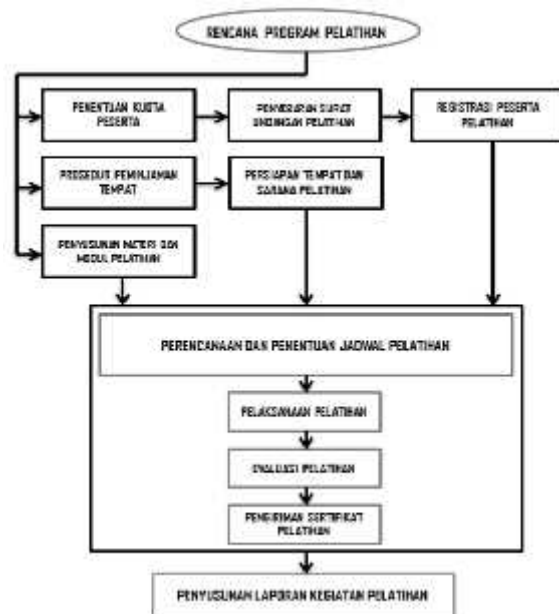 RENCANA PROGRAM PELATIHAN
PENENTUAN KUOTA
PESERTA
PENYEBARAN SURAT
UNDANGAN PELATIHAN
REGISTRASI PESERTA
PELATIHAN
PROSEDUR PEMINJAMAN
TEMPAT
PERSIAPAN TEMPAT DAN
SARANA PELATIHAN
PENYUSUNAN MATERI DAN
MODUL PELATIHAN
PERENCANAAN DAN PENENTUAN JADWAL PELATIHAN
PELAKSANAAN PELATIHAN
EVALUASI PELATIHAN
PENGIRIMAN SERTIFIKAT
PELATIHAN
PENYUSUNAN LAPORAN KEGIATAN PELATIHAN